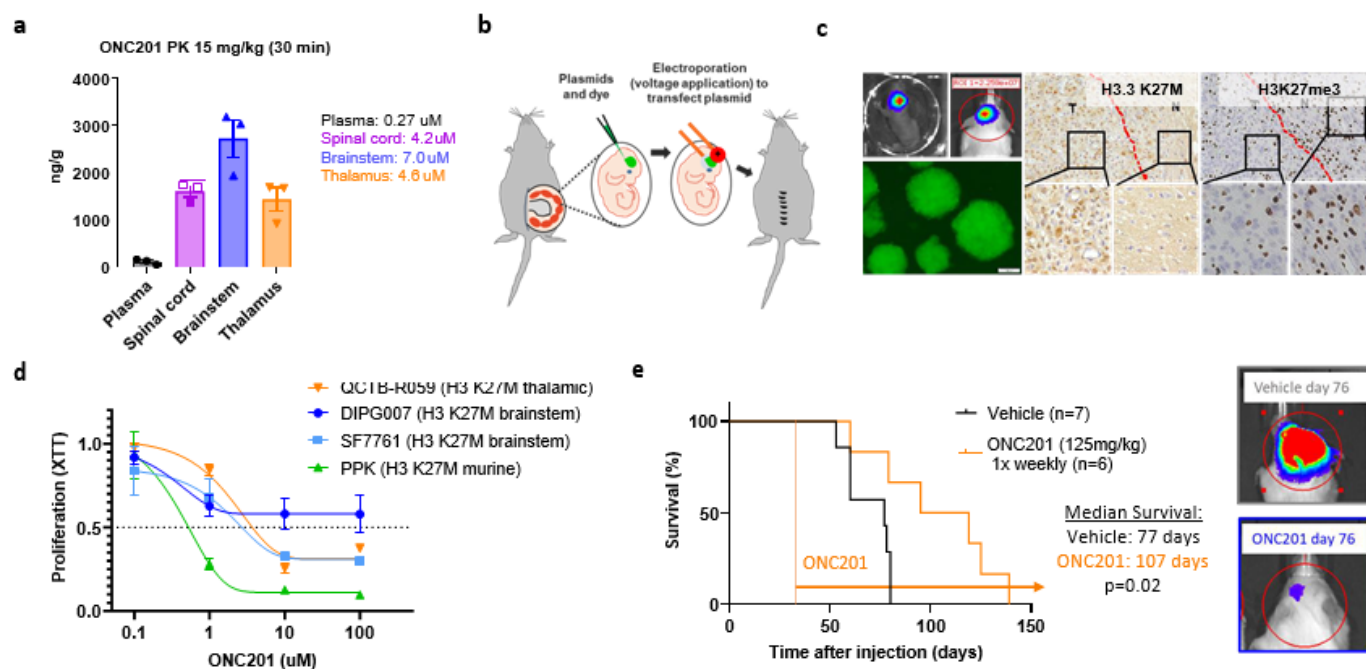 a
ONC201 PK 15 mg/kg (30 min)
4000
3000
2000
1000
0
ng/g
Plasma
Spinal cord
Brainstem
Thalamus
Plasma: 0.27 uM
Spinal cord: 4.2 uM
Brainstem: 7.0 uM
Thalamus: 4.6 uM
b
Plasmids
and dye
Electroporation
(voltage application) to
transfect plasmid
c
H3.3 K27M
T
N
H3K27me3
d
QCTB-R059 (H3 K27M thalamic)
DIPG007 (H3 K27M brainstem)
SF7761 (H3 K27M brainstem)
PPK (H3 K27M murine)
Proliferation (XTT)
1.0
0.5
0.0
0.1
1
10
100
ONC201 (uM)
e
Survival (%)
100
50
0
0
50
100
150
Time after injection (days)
ONC201
Vehicle (n=7)
ONC201 (125mg/kg)
1x weekly (n=6)
Median Survival:
Vehicle: 77 days
ONC201: 107 days
p=0.02
Vehicle day 76
ONC201 day 76